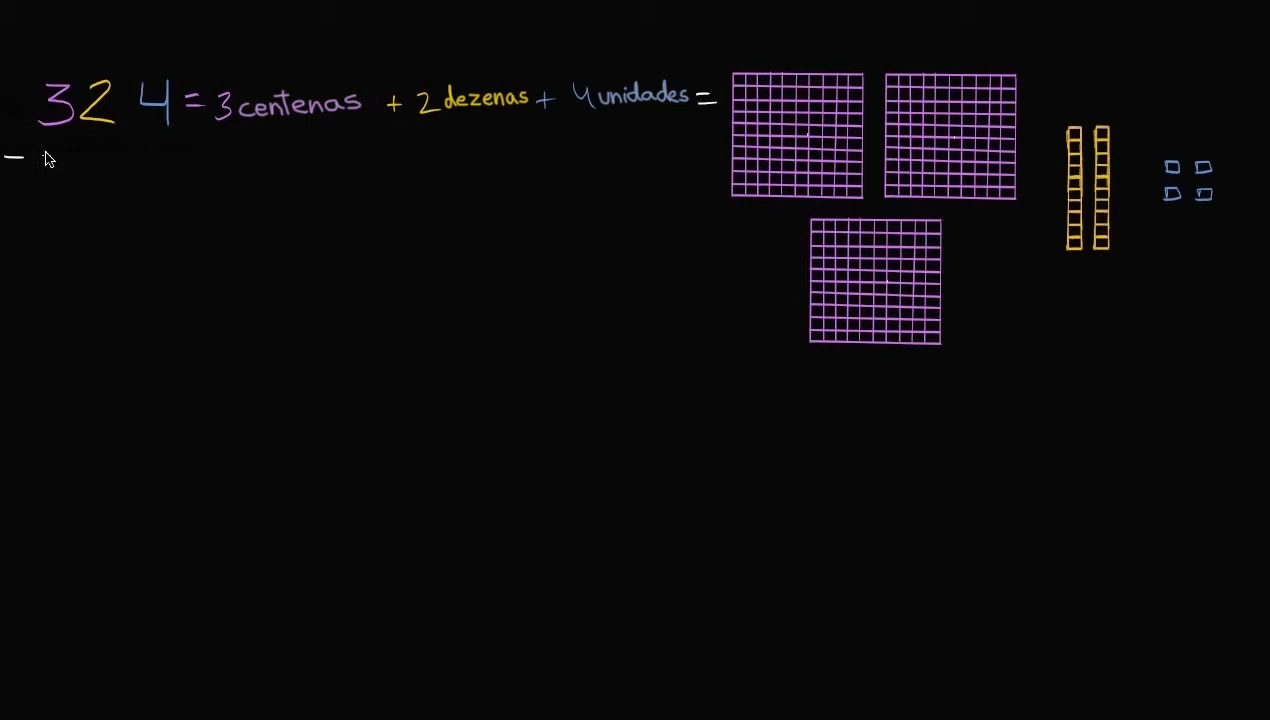 324 = 3 centenas + 2 dezenas + 4 unidades =
−